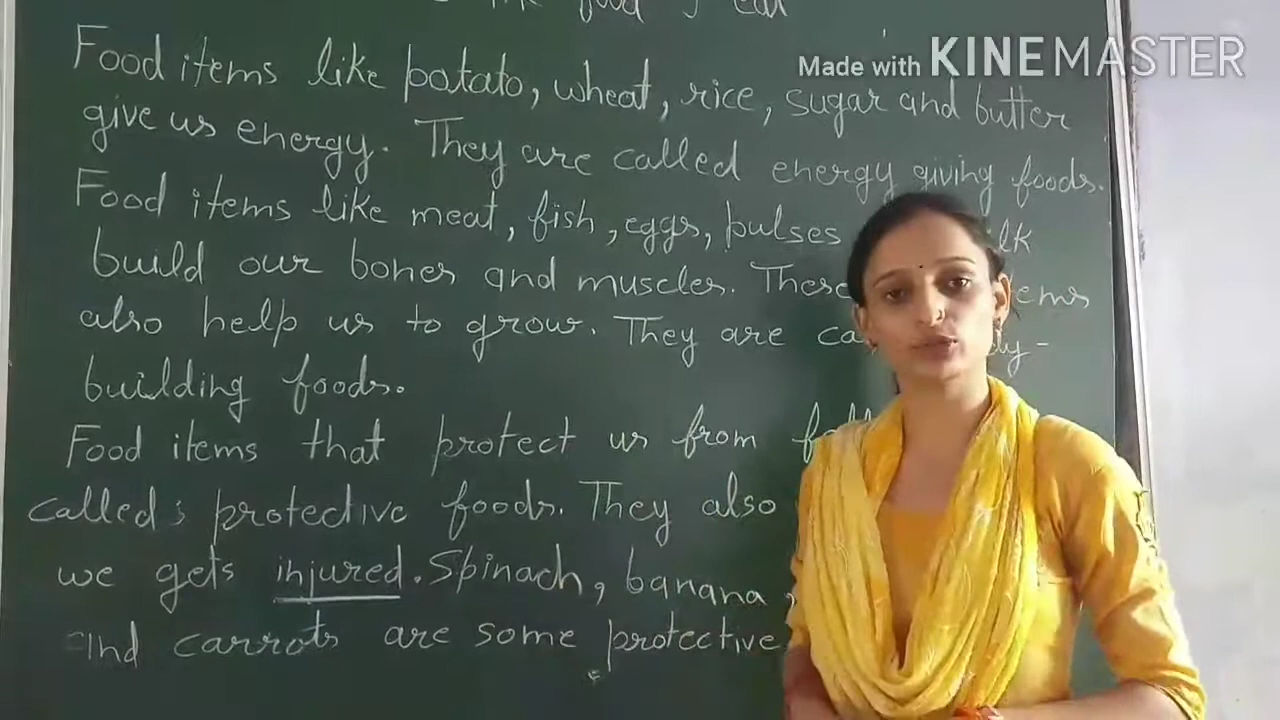 the food I eat
Made with KINEMASTER
Food items like potato, wheat, rice, sugar and butter
give us energy. They are called energy giving foods.
Food items like meat, fish, eggs, pulses
build our bones and muscles. These
also help us to grow. They are
building foods.
Food items that protect us from
called; protective foods. They also
we gets injured. Spinach, banana,
and carrots are some protective